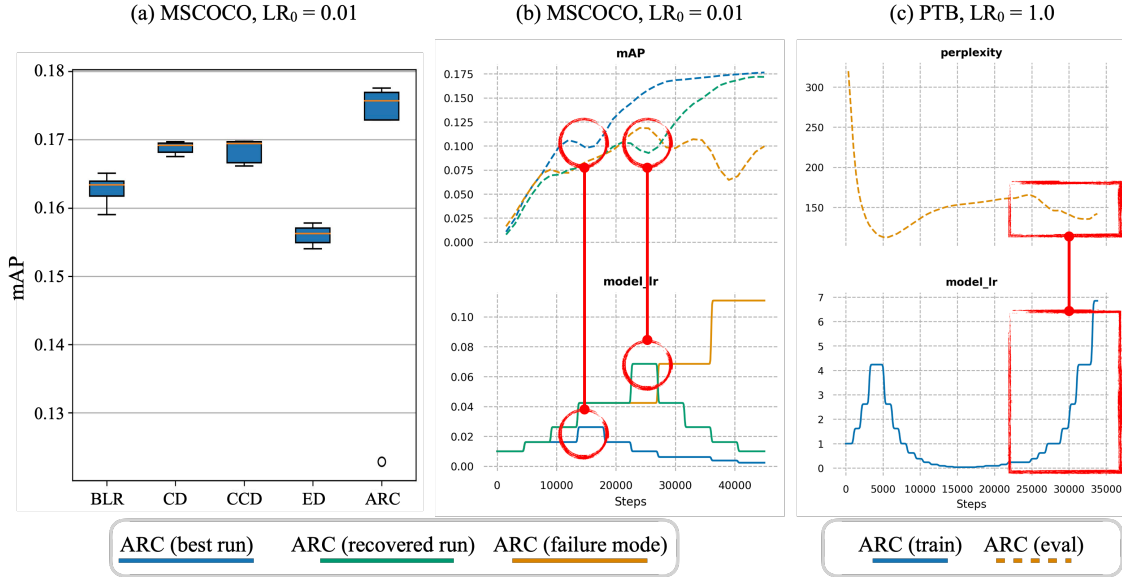 (a) MSCOCO, LR₀ = 0.01
(b) MSCOCO, LR₀ = 0.01
(c) PTB, LR₀ = 1.0
mAP
0.18
0.17
0.16
0.15
0.14
0.13
BLR
CD
CCD
ED
ARC
mAP
0.175
0.150
0.125
0.100
0.075
0.050
0.025
0.000
model_lr
0.10
0.08
0.06
0.04
0.02
0.00
0
10000
20000
30000
40000
Steps
perplexity
300
250
200
150
model_lr
7
6
5
4
3
2
1
0
0
5000
10000
15000
20000
25000
30000
35000
Steps
ARC (best run)
ARC (recovered run)
ARC (failure mode)
ARC (train)
ARC (eval)